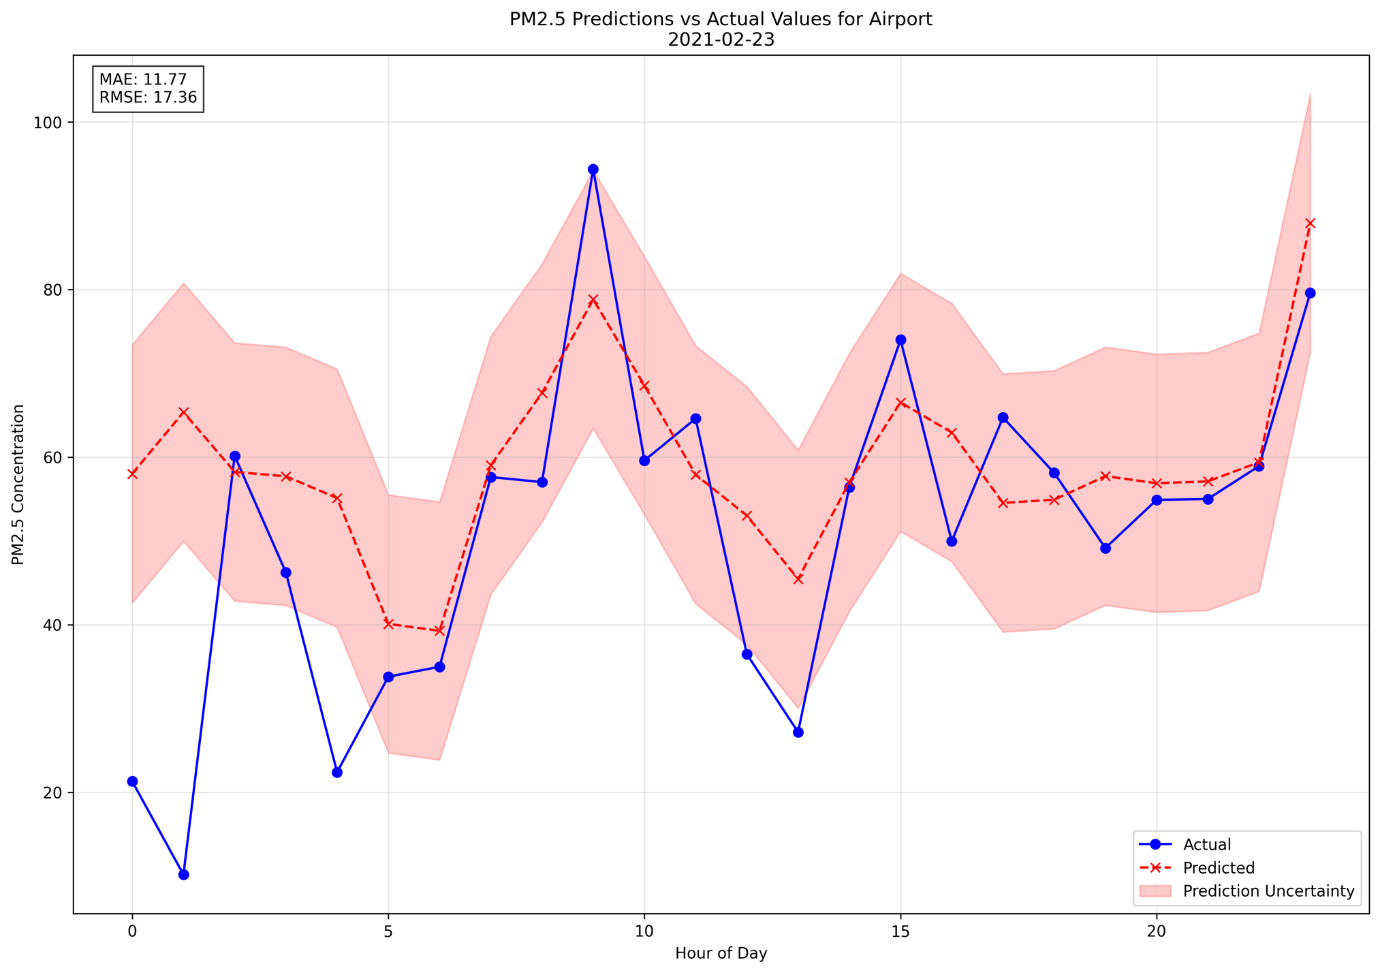 PM2.5 Predictions vs Actual Values for Airport
2021-02-23
MAE: 11.77
RMSE: 17.36
PM2.5 Concentration
100
80
60
40
20
0 5 10 15 20
Hour of Day
Actual
Predicted
Prediction Uncertainty